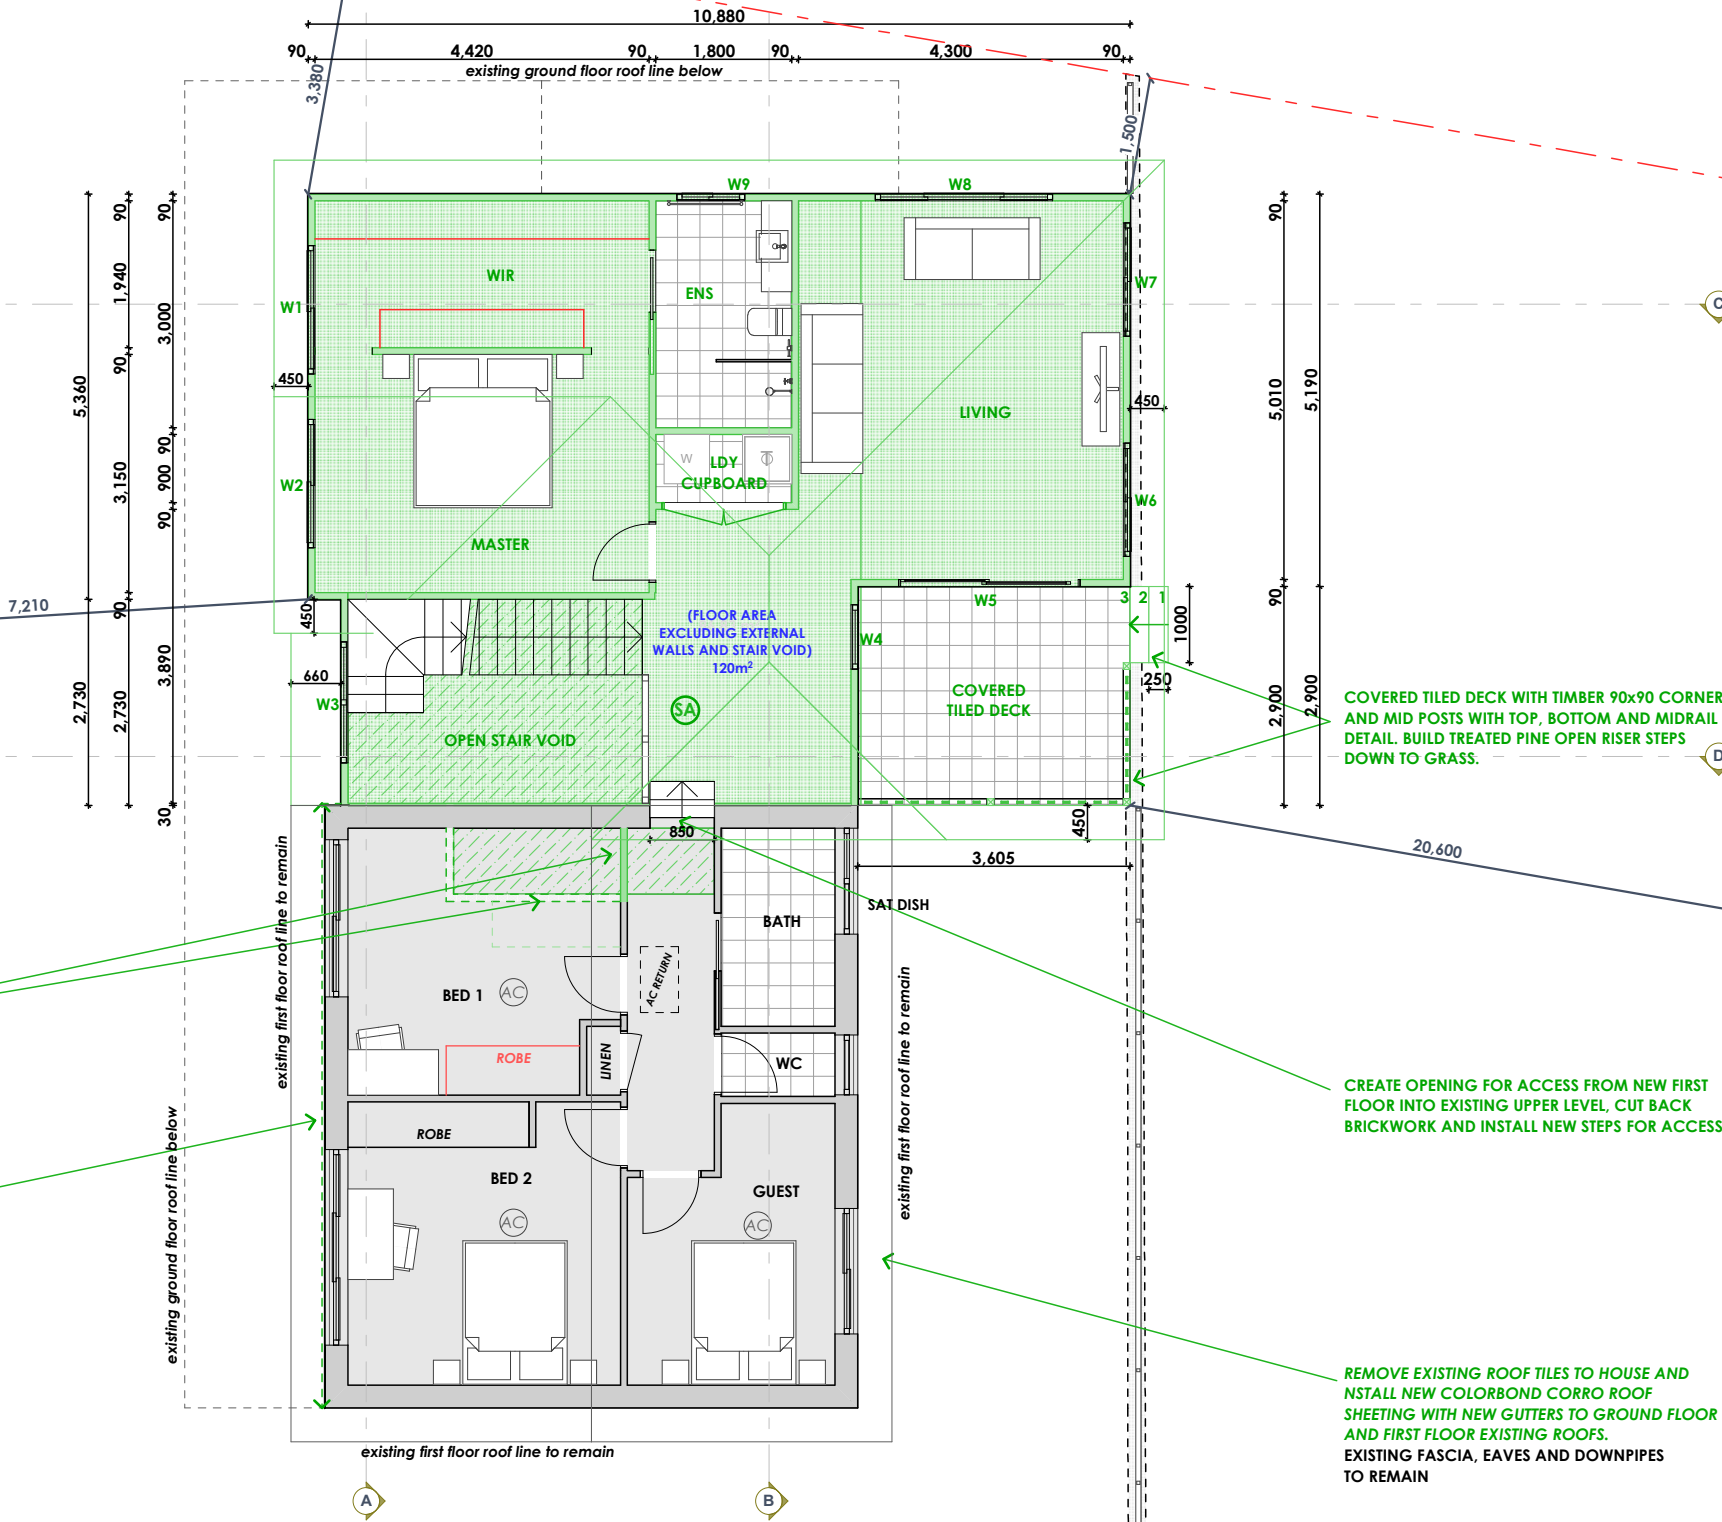 10,880
90
4,420
90
1,800
90
4,300
90
existing ground floor roof line below
3,380
1,500
W9
W8
90
1,940
90
3,150
90
2,730
90
3,000
90
900
90
3,890
30
5,360
2,730
WIR
ENS
W1
W7
450
450
LIVING
W2
LDY
CUPBOARD
W
W6
MASTER
90
5,010
90
2,900
5,190
2,900
7,210
450
W5
3 2 1
1000
(FLOOR AREA
EXCLUDING EXTERNAL
WALLS AND STAIR VOID)
120m²
W4
660
W3
SA
COVERED
TILED DECK
250
OPEN STAIR VOID
COVERED TILED DECK WITH TIMBER 90x90 CORNER
AND MID POSTS WITH TOP, BOTTOM AND MIDRAIL
DETAIL. BUILD TREATED PINE OPEN RISER STEPS
DOWN TO GRASS.
C
D
850
450
3,605
20,600
existing first floor roof line to remain
SAT DISH
BATH
BED 1
AC
AC RETURN
existing first floor roof line to remain
ROBE
LINEN
WC
CREATE OPENING FOR ACCESS FROM NEW FIRST
FLOOR INTO EXISTING UPPER LEVEL, CUT BACK
BRICKWORK AND INSTALL NEW STEPS FOR ACCESS
existing ground floor roof line below
ROBE
BED 2
AC
GUEST
AC
REMOVE EXISTING ROOF TILES TO HOUSE AND
NSTALL NEW COLORBOND CORRO ROOF
SHEETING WITH NEW GUTTERS TO GROUND FLOOR
AND FIRST FLOOR EXISTING ROOFS.
EXISTING FASCIA, EAVES AND DOWNPIPES
TO REMAIN
existing first floor roof line to remain
A
B